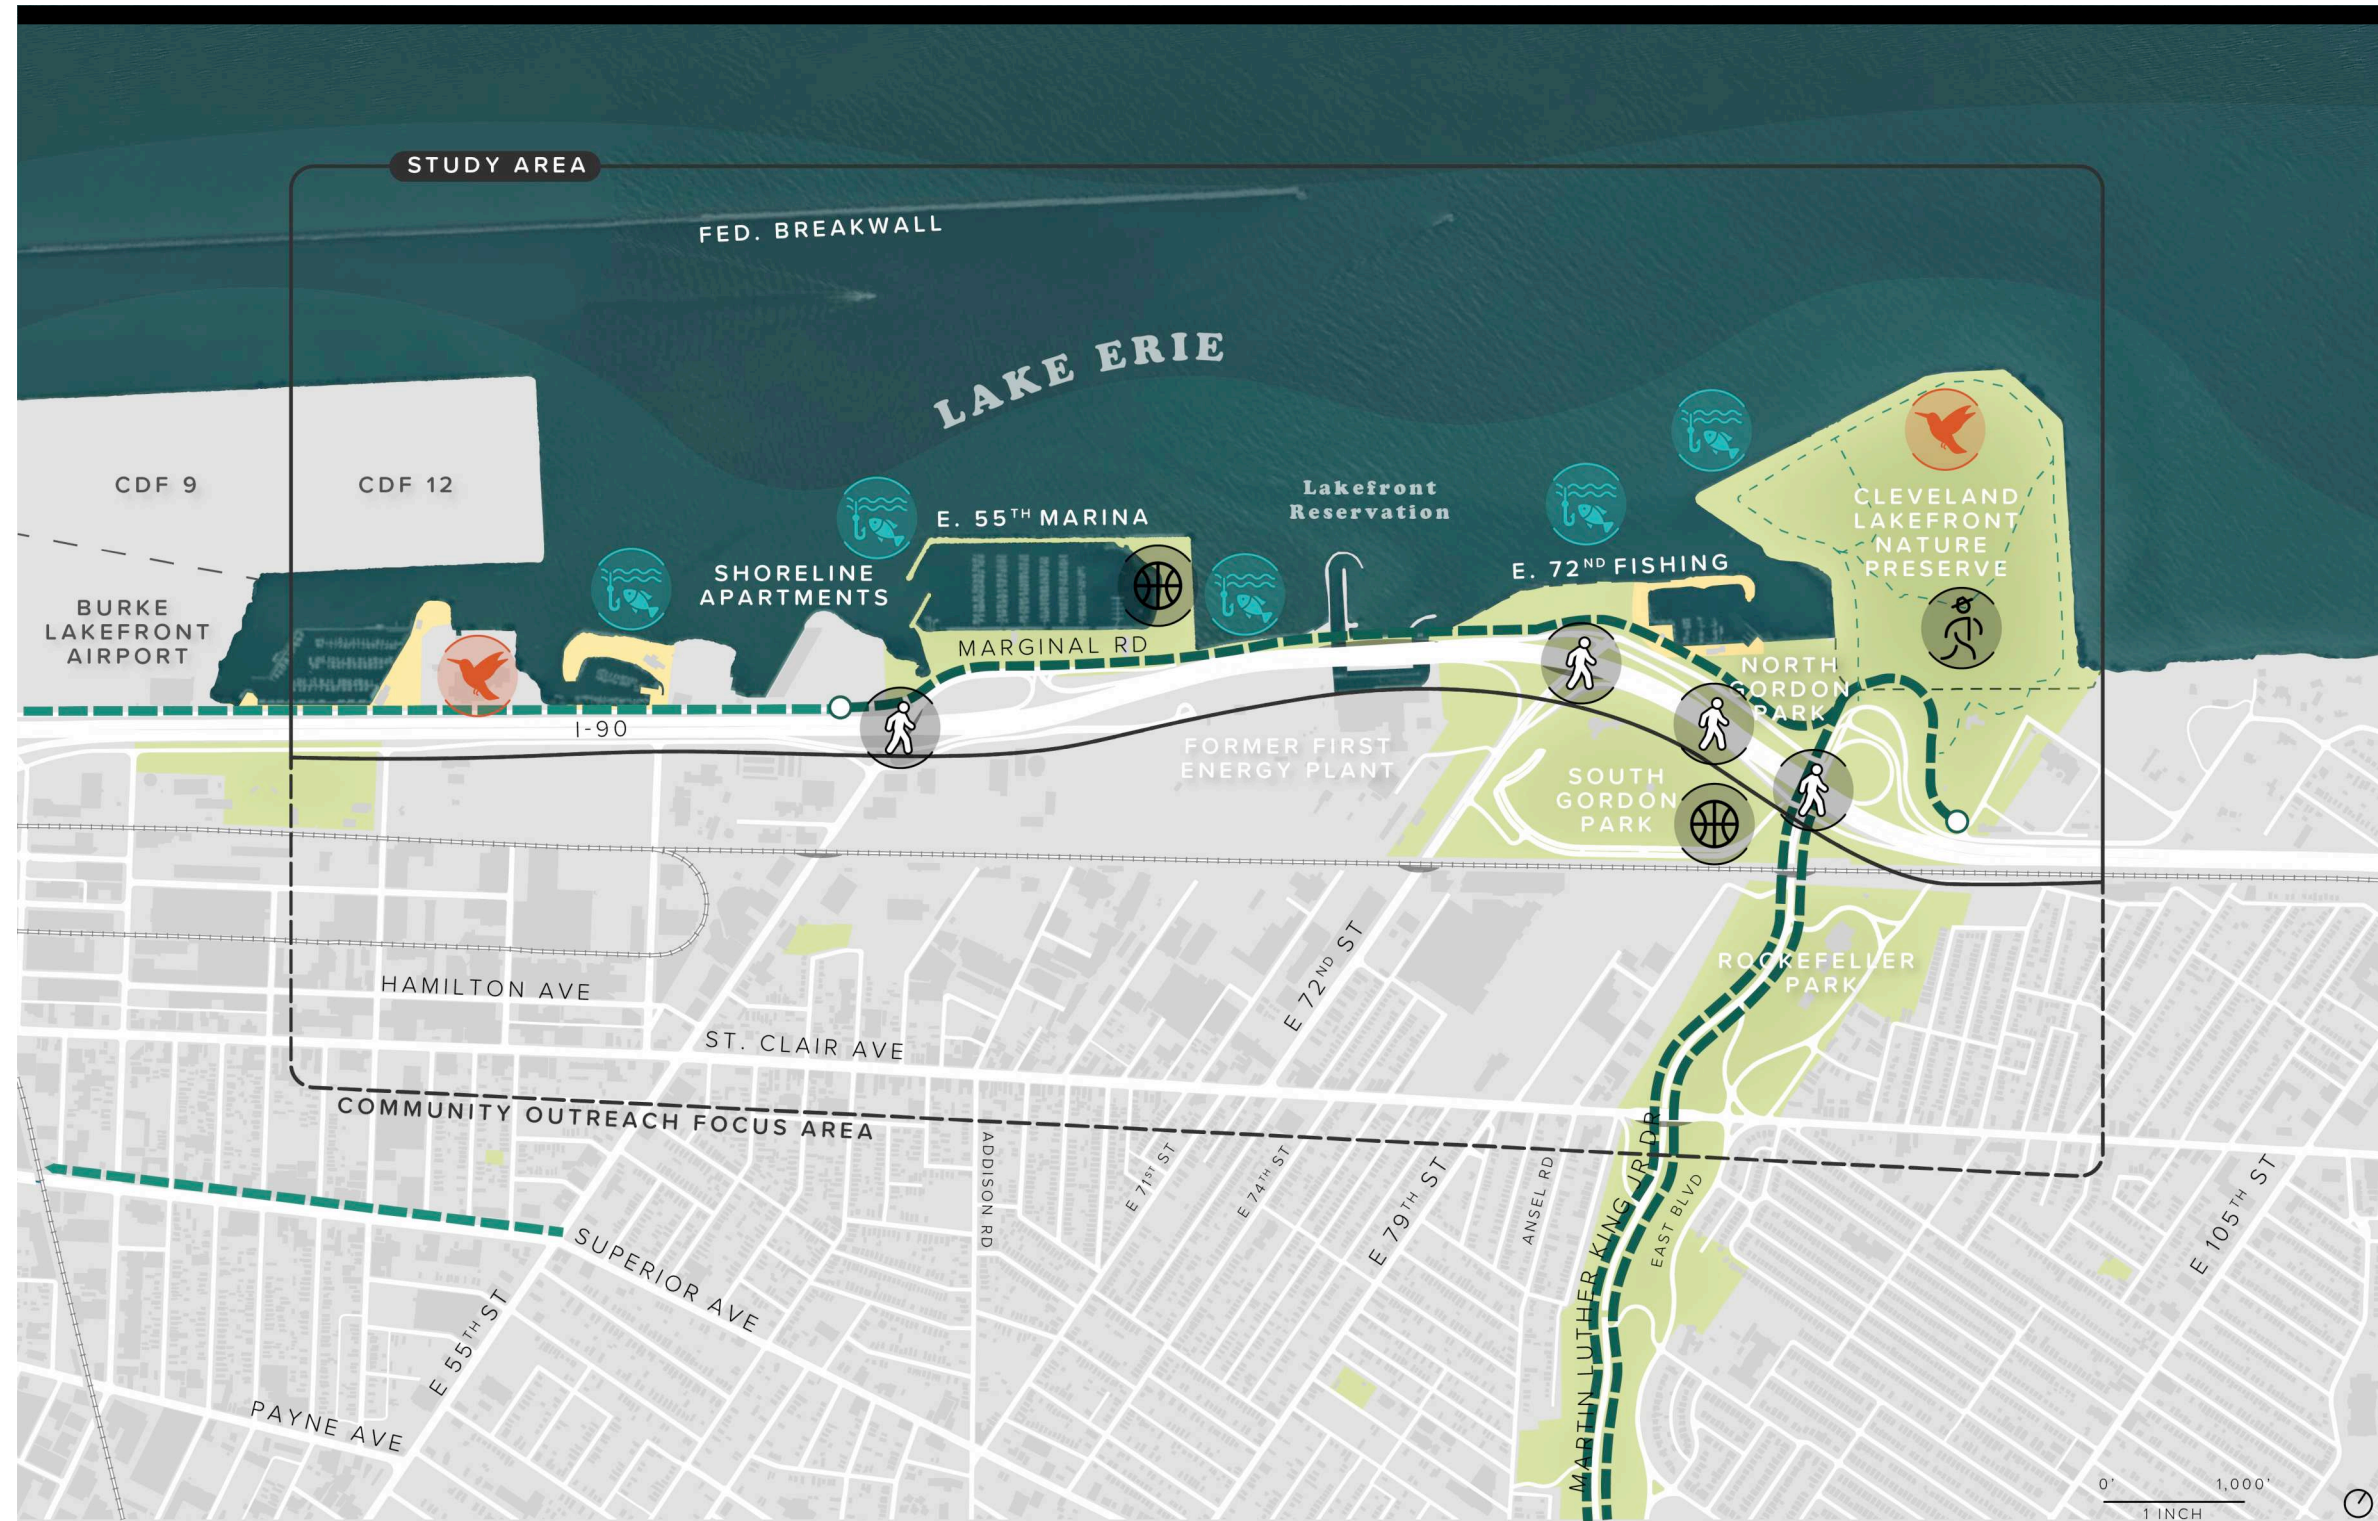 STUDY AREA
FED. BREAKWALL
LAKE ERIE
CDF 9
CDF 12
Lakefront
Reservation
CLEVELAND
LAKEFRONT
NATURE
PRESERVE
E. 55TH MARINA
E. 72ND FISHING
SHORELINE
APARTMENTS
BURKE
LAKEFRONT
AIRPORT
MARGINAL RD
NORTH
GORDON
PARK
I-90
FORMER FIRST
ENERGY PLANT
SOUTH
GORDON
PARK
ROCKEFELLER
PARK
HAMILTON AVE
E 72ND ST
ST. CLAIR AVE
COMMUNITY OUTREACH FOCUS AREA
ADDISON RD
E 71ST ST
E 74TH ST
E 79TH ST
ANSEL RD
MARTIN LUTHER KING JR DR
EAST BLVD
E 105TH ST
SUPERIOR AVE
E 55TH ST
PAYNE AVE
0' 1,000'
1 INCH